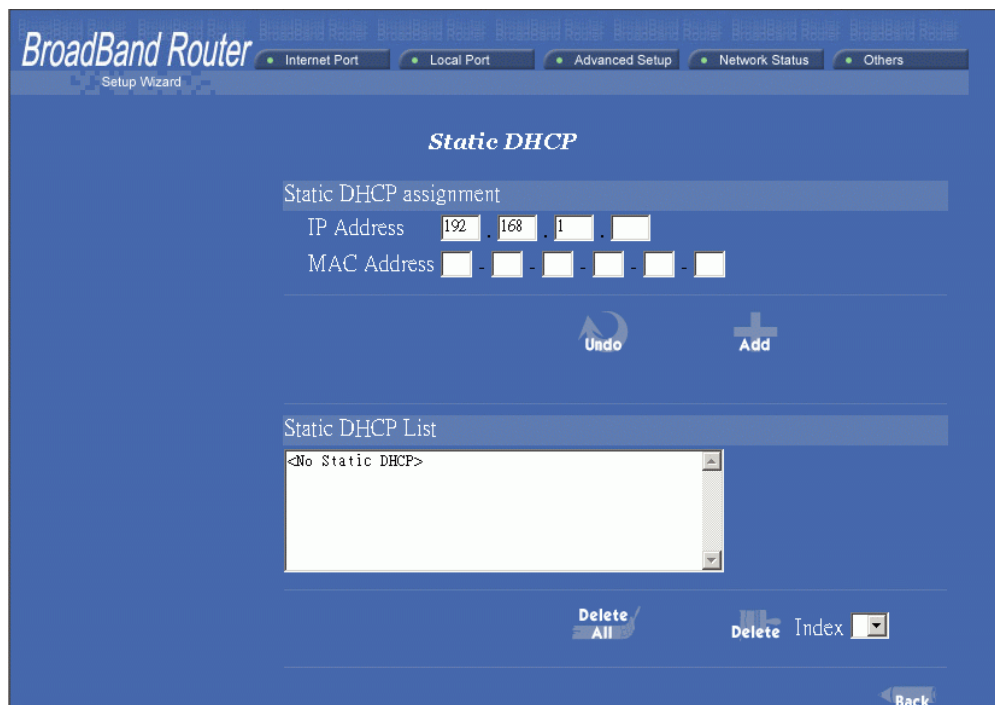 BroadBand Router
Internet Port
Local Port
Advanced Setup
Network Status
Others
Setup Wizard
Static DHCP
Static DHCP assignment
IP Address 192 . 168 . 1 .
MAC Address - - - - -
Undo
Add
Static DHCP List
<No Static DHCP>
Delete All
Delete Index
Back